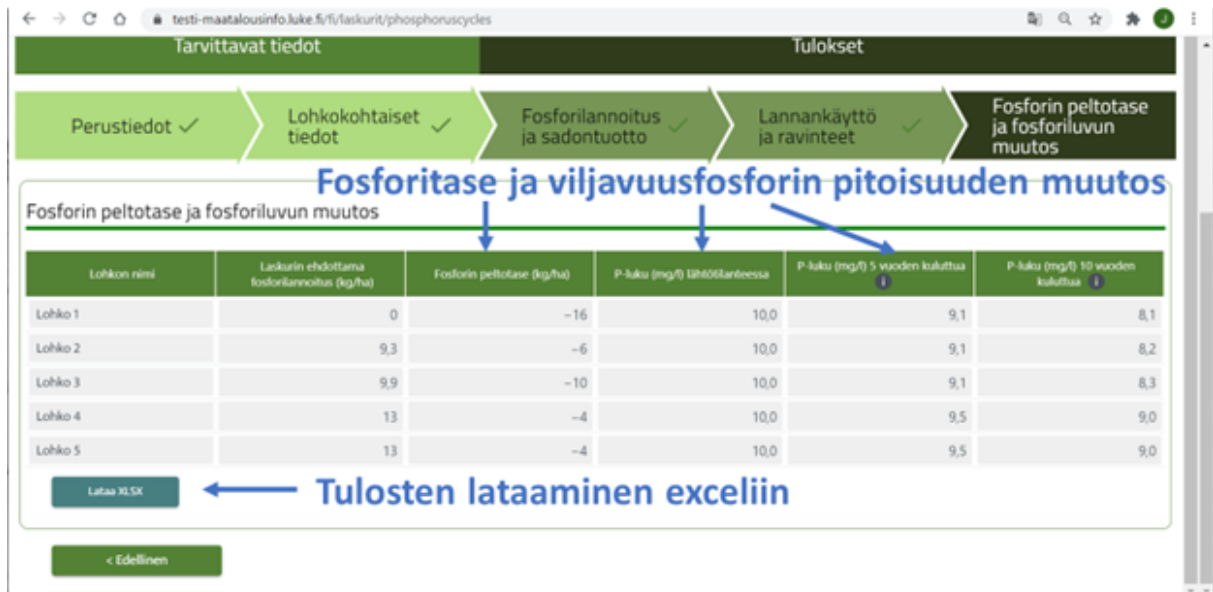 testi-maatalousinfo.luke.fi/fi/laskurit/phosphoruscycles
J
Tarvittavat tiedot
Tulokset
Perustiedot ✓
Lohkokohtaiset
tiedot ✓
Fosforilannoitus
ja sadontuotto ✓
Lannankäyttö
ja ravinteet ✓
Fosforin peltotase
ja fosforiluvun
muutos
Fosforitase ja viljavuusfosforin pitoisuuden muutos
Fosforin peltotase ja fosforiluvun muutos
Lohkon nimi
Laskurin ehdottama
fosforilannoitus (kg/ha)
Fosforin peltotase (kg/ha)
P-luku (mg/l) lähtötilanteessa
P-luku (mg/l) 5 vuoden kuluttua
i
P-luku (mg/l) 10 vuoden
kuluttua i
Lohko 1 0 −16 10,0 9,1 8,1
Lohko 2 9,3 −6 10,0 9,1 8,2
Lohko 3 9,9 −10 10,0 9,1 8,3
Lohko 4 13 −4 10,0 9,5 9,0
Lohko 5 13 −4 10,0 9,5 9,0
Lataa XLSX
Tulosten lataaminen exceliin
< Edellinen